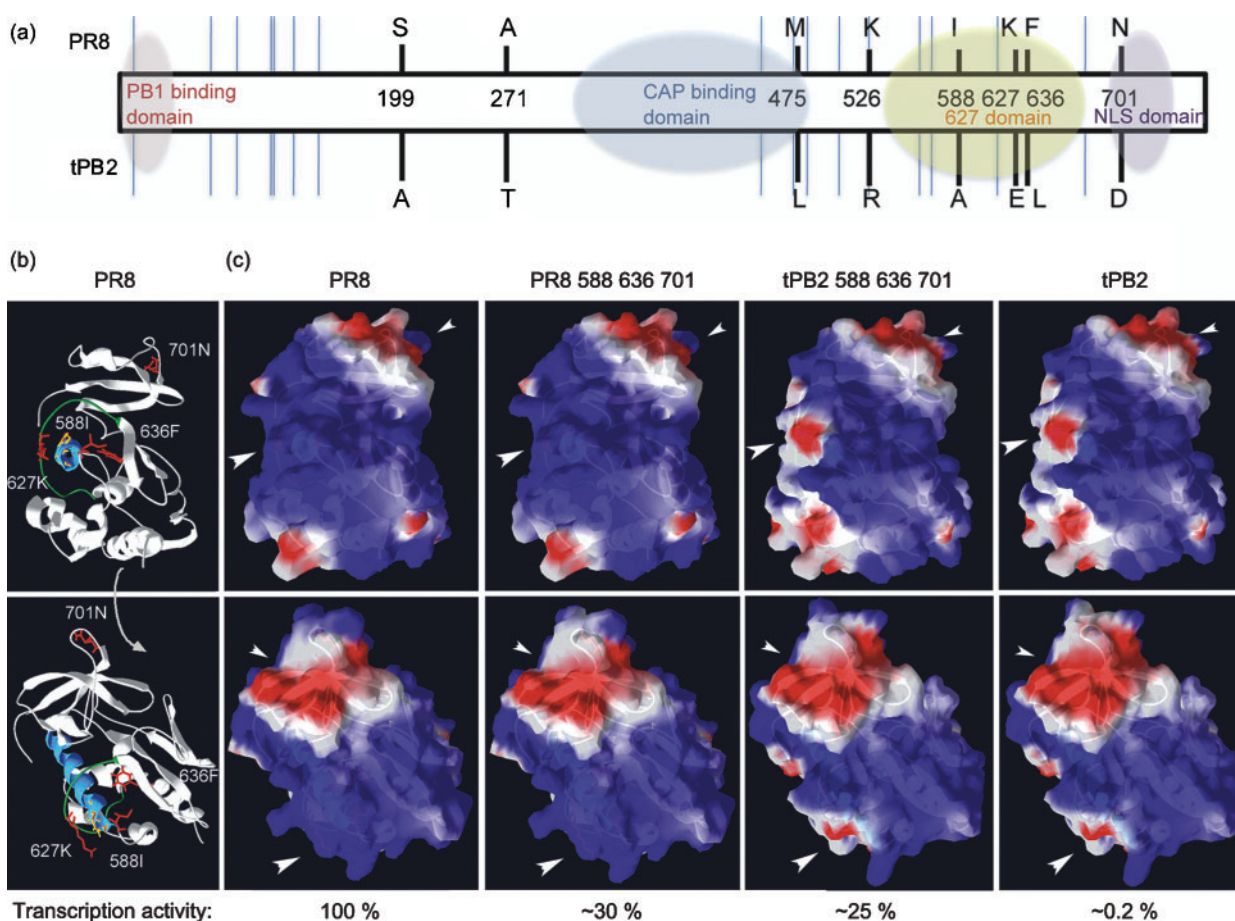 (a)
PR8 S A M K I K F N
PB1 binding domain 199 271 CAP binding domain 475 526 588 627 636 701
627 domain NLS domain
tPB2
A T L R A E L D
(b) (c)
PR8 PR8 PR8 588 636 701 tPB2 588 636 701 tPB2
701N
588I
636F
627K
701N
636F
627K
588I
Transcription activity: 100 % ~30 % ~25 % ~0.2 %